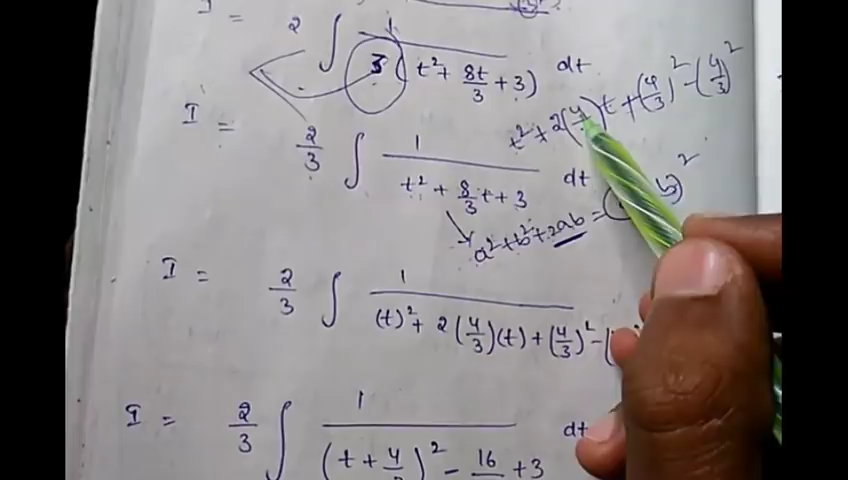 I = 2 ∫ 1 / 3 ( t² + 8t/3 + 3) dt
t² + 2(4/ )t + (4/3)² - (4/3)²
I = 2/3 ∫ 1 / t² + 8/3 t + 3 dt
a² + b² + 2ab = ( b)²
I = 2/3 ∫ 1 / (t)² + 2(4/3)(t) + (4/3)² - (
I = 2/3 ∫ 1 / (t + 4/ )² - 16/ + 3 dt